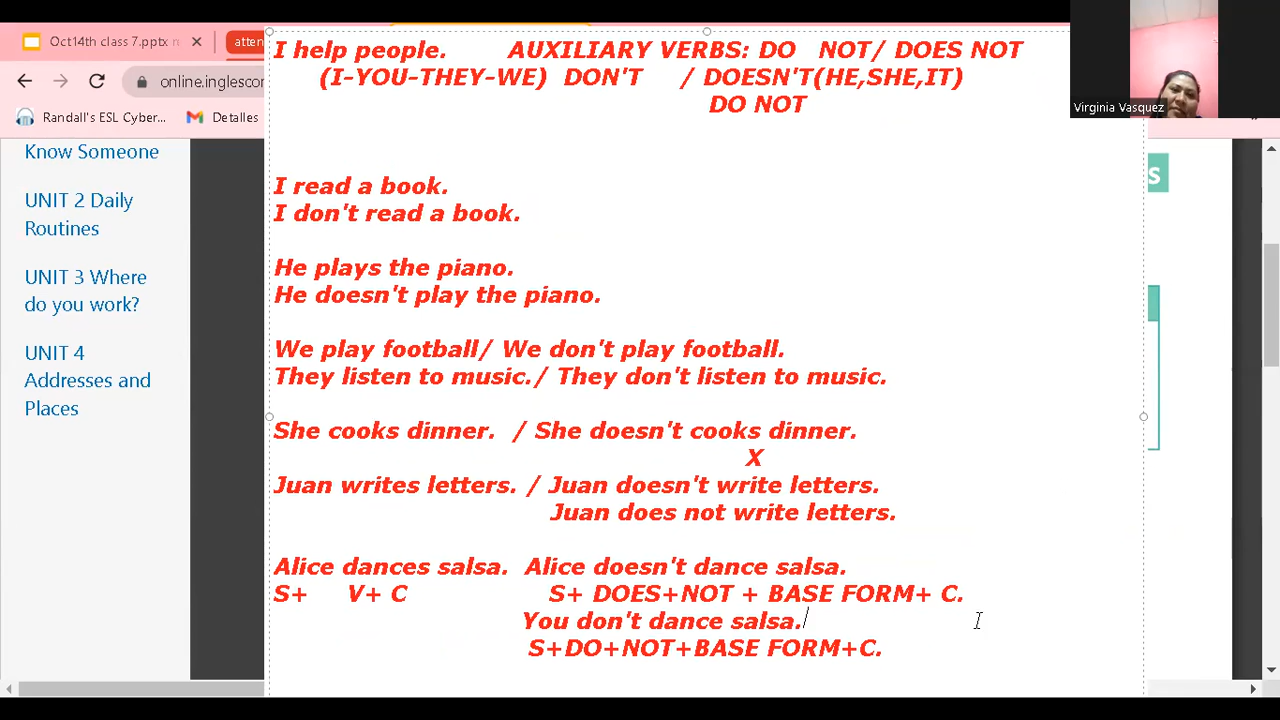 Oct14th class 7.pptx
atten
online.inglescor
Randall's ESL Cyber...
Detalles
Know Someone
UNIT 2 Daily
Routines
UNIT 3 Where
do you work?
UNIT 4
Addresses and
Places
I help people. AUXILIARY VERBS: DO NOT/ DOES NOT
(I-YOU-THEY-WE) DON'T / DOESN'T(HE,SHE,IT)
DO NOT
I read a book.
I don't read a book.
He plays the piano.
He doesn't play the piano.
We play football/ We don't play football.
They listen to music./ They don't listen to music.
She cooks dinner. / She doesn't cooks dinner.
X
Juan writes letters. / Juan doesn't write letters.
Juan does not write letters.
Alice dances salsa. Alice doesn't dance salsa.
S+ V+ C S+ DOES+NOT + BASE FORM+ C.
You don't dance salsa.
S+DO+NOT+BASE FORM+C.
Virginia Vasquez
s